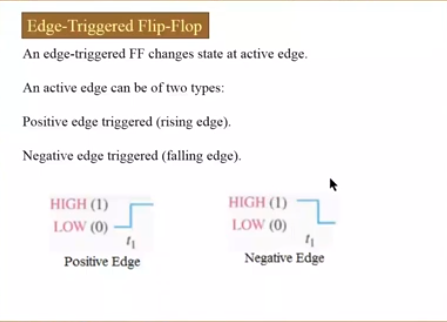 Edge-Triggered Flip-Flop
An edge-triggered FF changes state at active edge.
An active edge can be of two types:
Positive edge triggered (rising edge).
Negative edge triggered (falling edge).
HIGH (1)
LOW (0)
t₁
Positive Edge
HIGH (1)
LOW (0)
t₁
Negative Edge